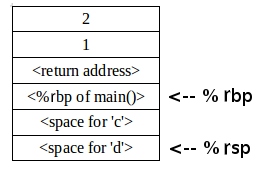 2
1
<return address>
<%rbp of main()> <-- % rbp
<space for 'c'>
<space for 'd'> <-- % rsp